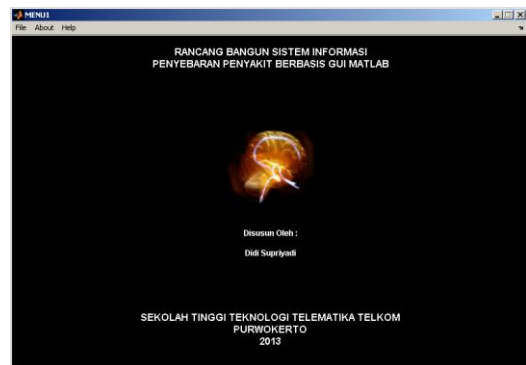 MENU1
File About Help
RANCANG BANGUN SISTEM INFORMASI
PENYEBARAN PENYAKIT BERBASIS GUI MATLAB
Disusun Oleh :
Didi Supriyadi
SEKOLAH TINGGI TEKNOLOGI TELEMATIKA TELKOM
PURWOKERTO
2013